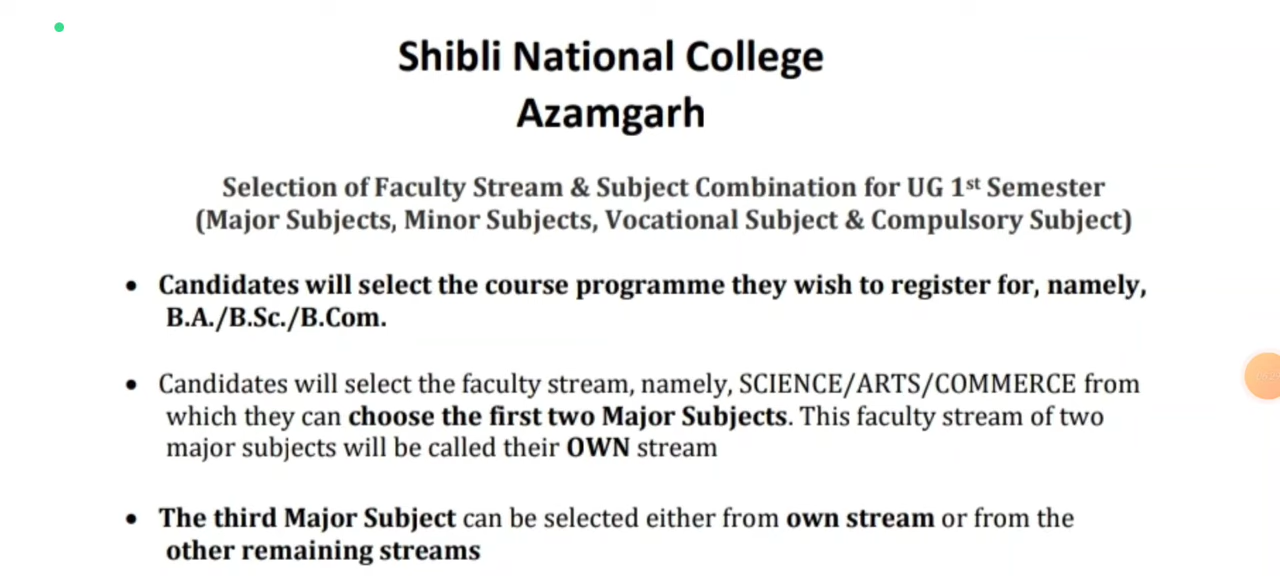 Shibli National College
Azamgarh
Selection of Faculty Stream & Subject Combination for UG 1st Semester
(Major Subjects, Minor Subjects, Vocational Subject & Compulsory Subject)
• Candidates will select the course programme they wish to register for, namely,
B.A./B.Sc./B.Com.
• Candidates will select the faculty stream, namely, SCIENCE/ARTS/COMMERCE from
which they can choose the first two Major Subjects. This faculty stream of two
major subjects will be called their OWN stream
• The third Major Subject can be selected either from own stream or from the
other remaining streams